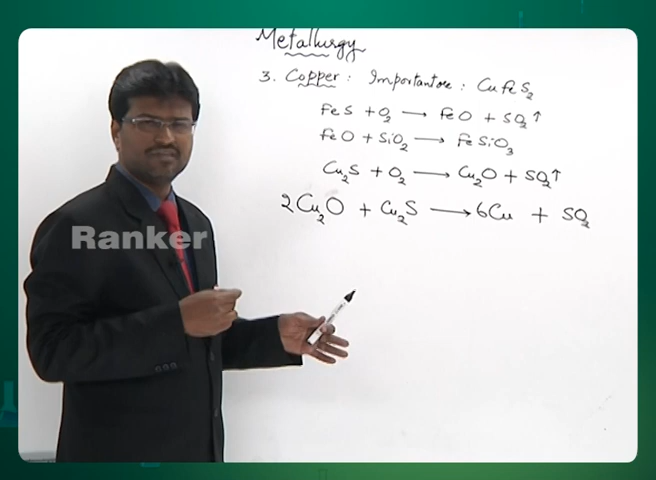 Metallurgy
3. Copper : Important ore : CuFeS₂
FeS + O₂ → FeO + SO₂↑
FeO + SiO₂ → FeSiO₃
Cu₂S + O₂ → Cu₂O + SO₂↑
2Cu₂O + Cu₂S → 6Cu + SO₂
Ranker